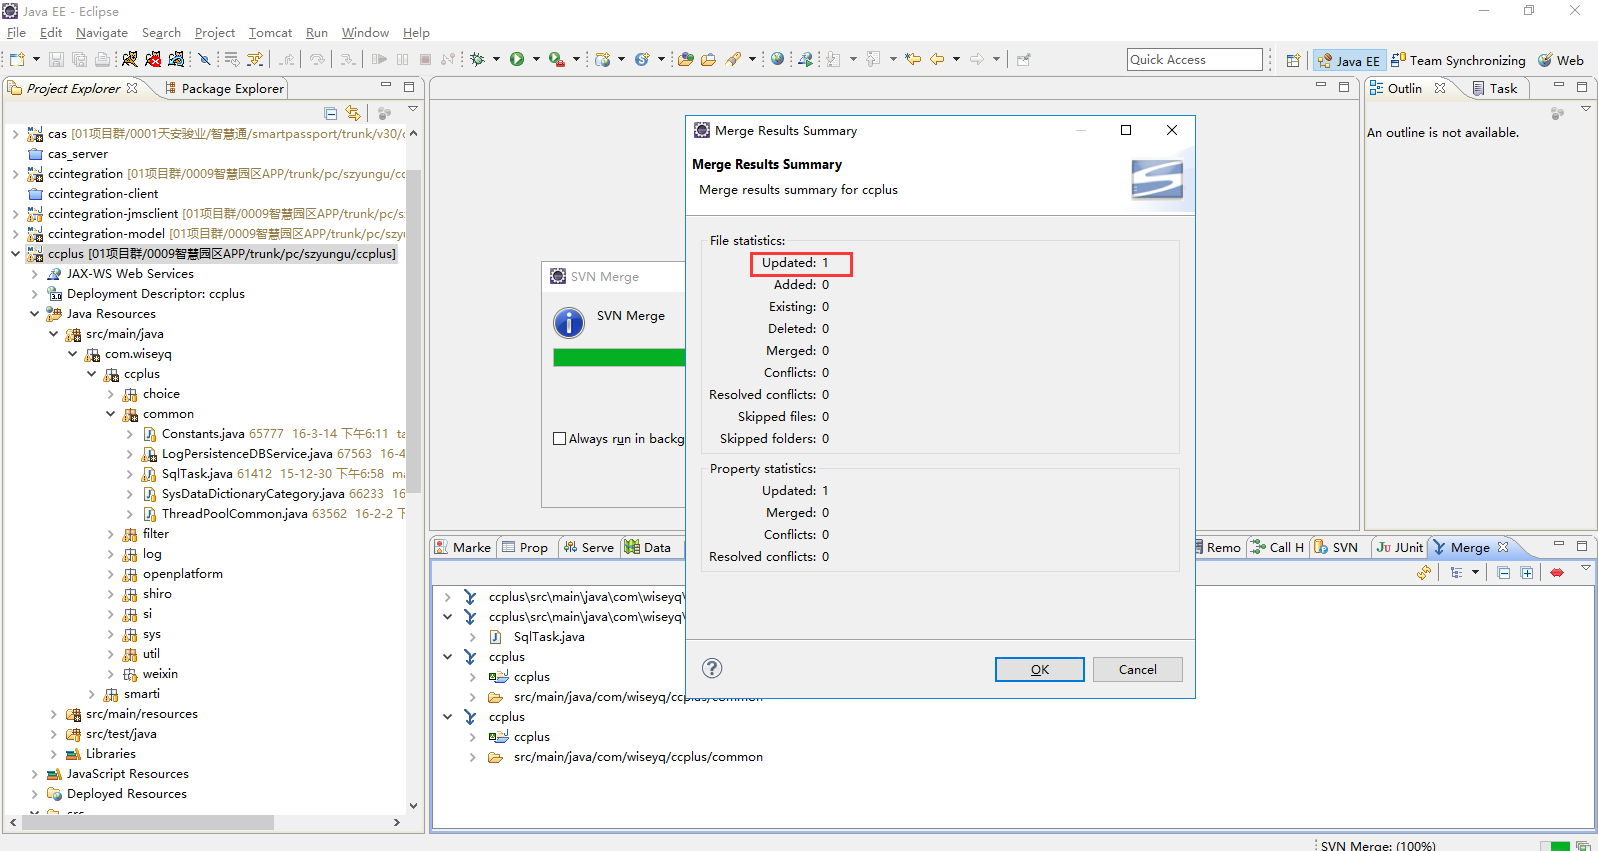 Java EE - Eclipse
File Edit Navigate Search Project Tomcat Run Window Help
Quick Access
Java EE
Team Synchronizing
Web
Project Explorer
Package Explorer
cas [01项目群/0001天安骏业/智慧通/smartpassport/trunk/v30/c
cas_server
ccintegration [01项目群/0009智慧园区APP/trunk/pc/szyungu/cc
ccintegration-client
ccintegration-jmsclient [01项目群/0009智慧园区APP/trunk/pc/s
ccintegration-model [01项目群/0009智慧园区APP/trunk/pc/szyu
ccplus [01项目群/0009智慧园区APP/trunk/pc/szyungu/ccplus]
JAX-WS Web Services
Deployment Descriptor: ccplus
Java Resources
src/main/java
com.wiseyq
ccplus
choice
common
Constants.java 65777 16-3-14 下午6:11 ta
LogPersistenceDBService.java 67563 16-4
SqlTask.java 61412 15-12-30 下午6:58 ma
SysDataDictionaryCategory.java 66233 16
ThreadPoolCommon.java 63562 16-2-2 下
filter
log
openplatform
shiro
si
sys
util
weixin
smarti
src/main/resources
src/test/java
Libraries
JavaScript Resources
Deployed Resources
src
SVN Merge
SVN Merge
Always run in backg
Merge Results Summary
Merge Results Summary
Merge results summary for ccplus
File statistics:
Updated: 1
Added: 0
Existing: 0
Deleted: 0
Merged: 0
Conflicts: 0
Resolved conflicts: 0
Skipped files: 0
Skipped folders: 0
Property statistics:
Updated: 1
Merged: 0
Conflicts: 0
Resolved conflicts: 0
OK
Cancel
Outlin
Task
An outline is not available.
Marke
Prop
Serve
Data
Remo
Call H
SVN
JUnit
Merge
ccplus\src\main\java\com\wiseyq\
ccplus\src\main\java\com\wiseyq\
SqlTask.java
ccplus
ccplus
src/main/java/com/wiseyq/ccplus/common
ccplus
ccplus
src/main/java/com/wiseyq/ccplus/common
SVN Merge: (100%)